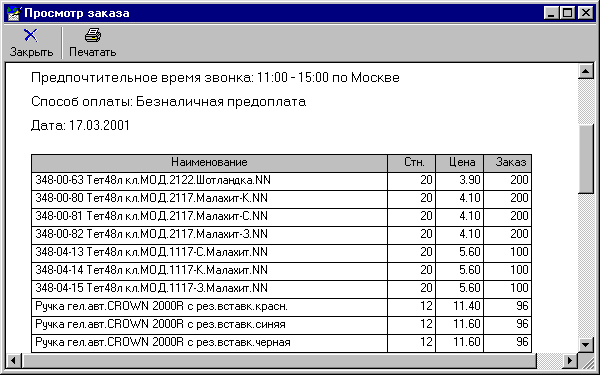 Просмотр заказа
Закрыть Печатать
Предпочтительное время звонка: 11:00 - 15:00 по Москве
Способ оплаты: Безналичная предоплата
Дата: 17.03.2001
Наименование Стн. Цена Заказ
348-00-63 Тет48л кл.МОД.2122.Шотландка.NN 20 3.90 200
348-00-80 Тет48л кл.МОД.2117.Малахит-К.NN 20 4.10 200
348-00-81 Тет48л кл.МОД.2117.Малахит-С.NN 20 4.10 200
348-00-82 Тет48л кл.МОД.2117.Малахит-З.NN 20 4.10 200
348-04-13 Тет48л кл.МОД.1117-С.Малахит.NN 20 5.60 100
348-04-14 Тет48л кл.МОД.1117-К.Малахит.NN 20 5.60 100
348-04-15 Тет48л кл.МОД.1117-З.Малахит.NN 20 5.60 100
Ручка гел.авт.CROWN 2000R с рез.вставк.красн. 12 11.40 96
Ручка гел.авт.CROWN 2000R с рез.вставк.синяя 12 11.60 96
Ручка гел.авт.CROWN 2000R с рез.вставк.черная 12 11.60 96